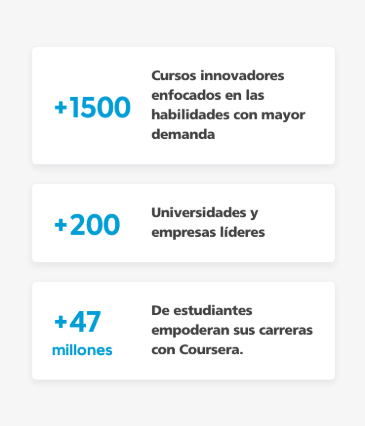 +1500
Cursos innovadores
enfocados en las
habilidades con mayor
demanda
+200
Universidades y
empresas líderes
+47
millones
De estudiantes
empoderan sus carreras
con Coursera.